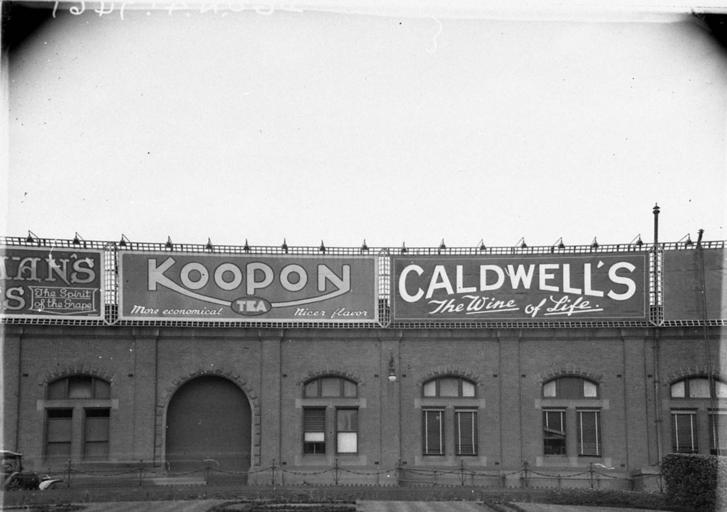 The Spirit
of the Grape
KOOPON
TEA
More economical
Nicer flavor
CALDWELL'S
The Wine of Life.